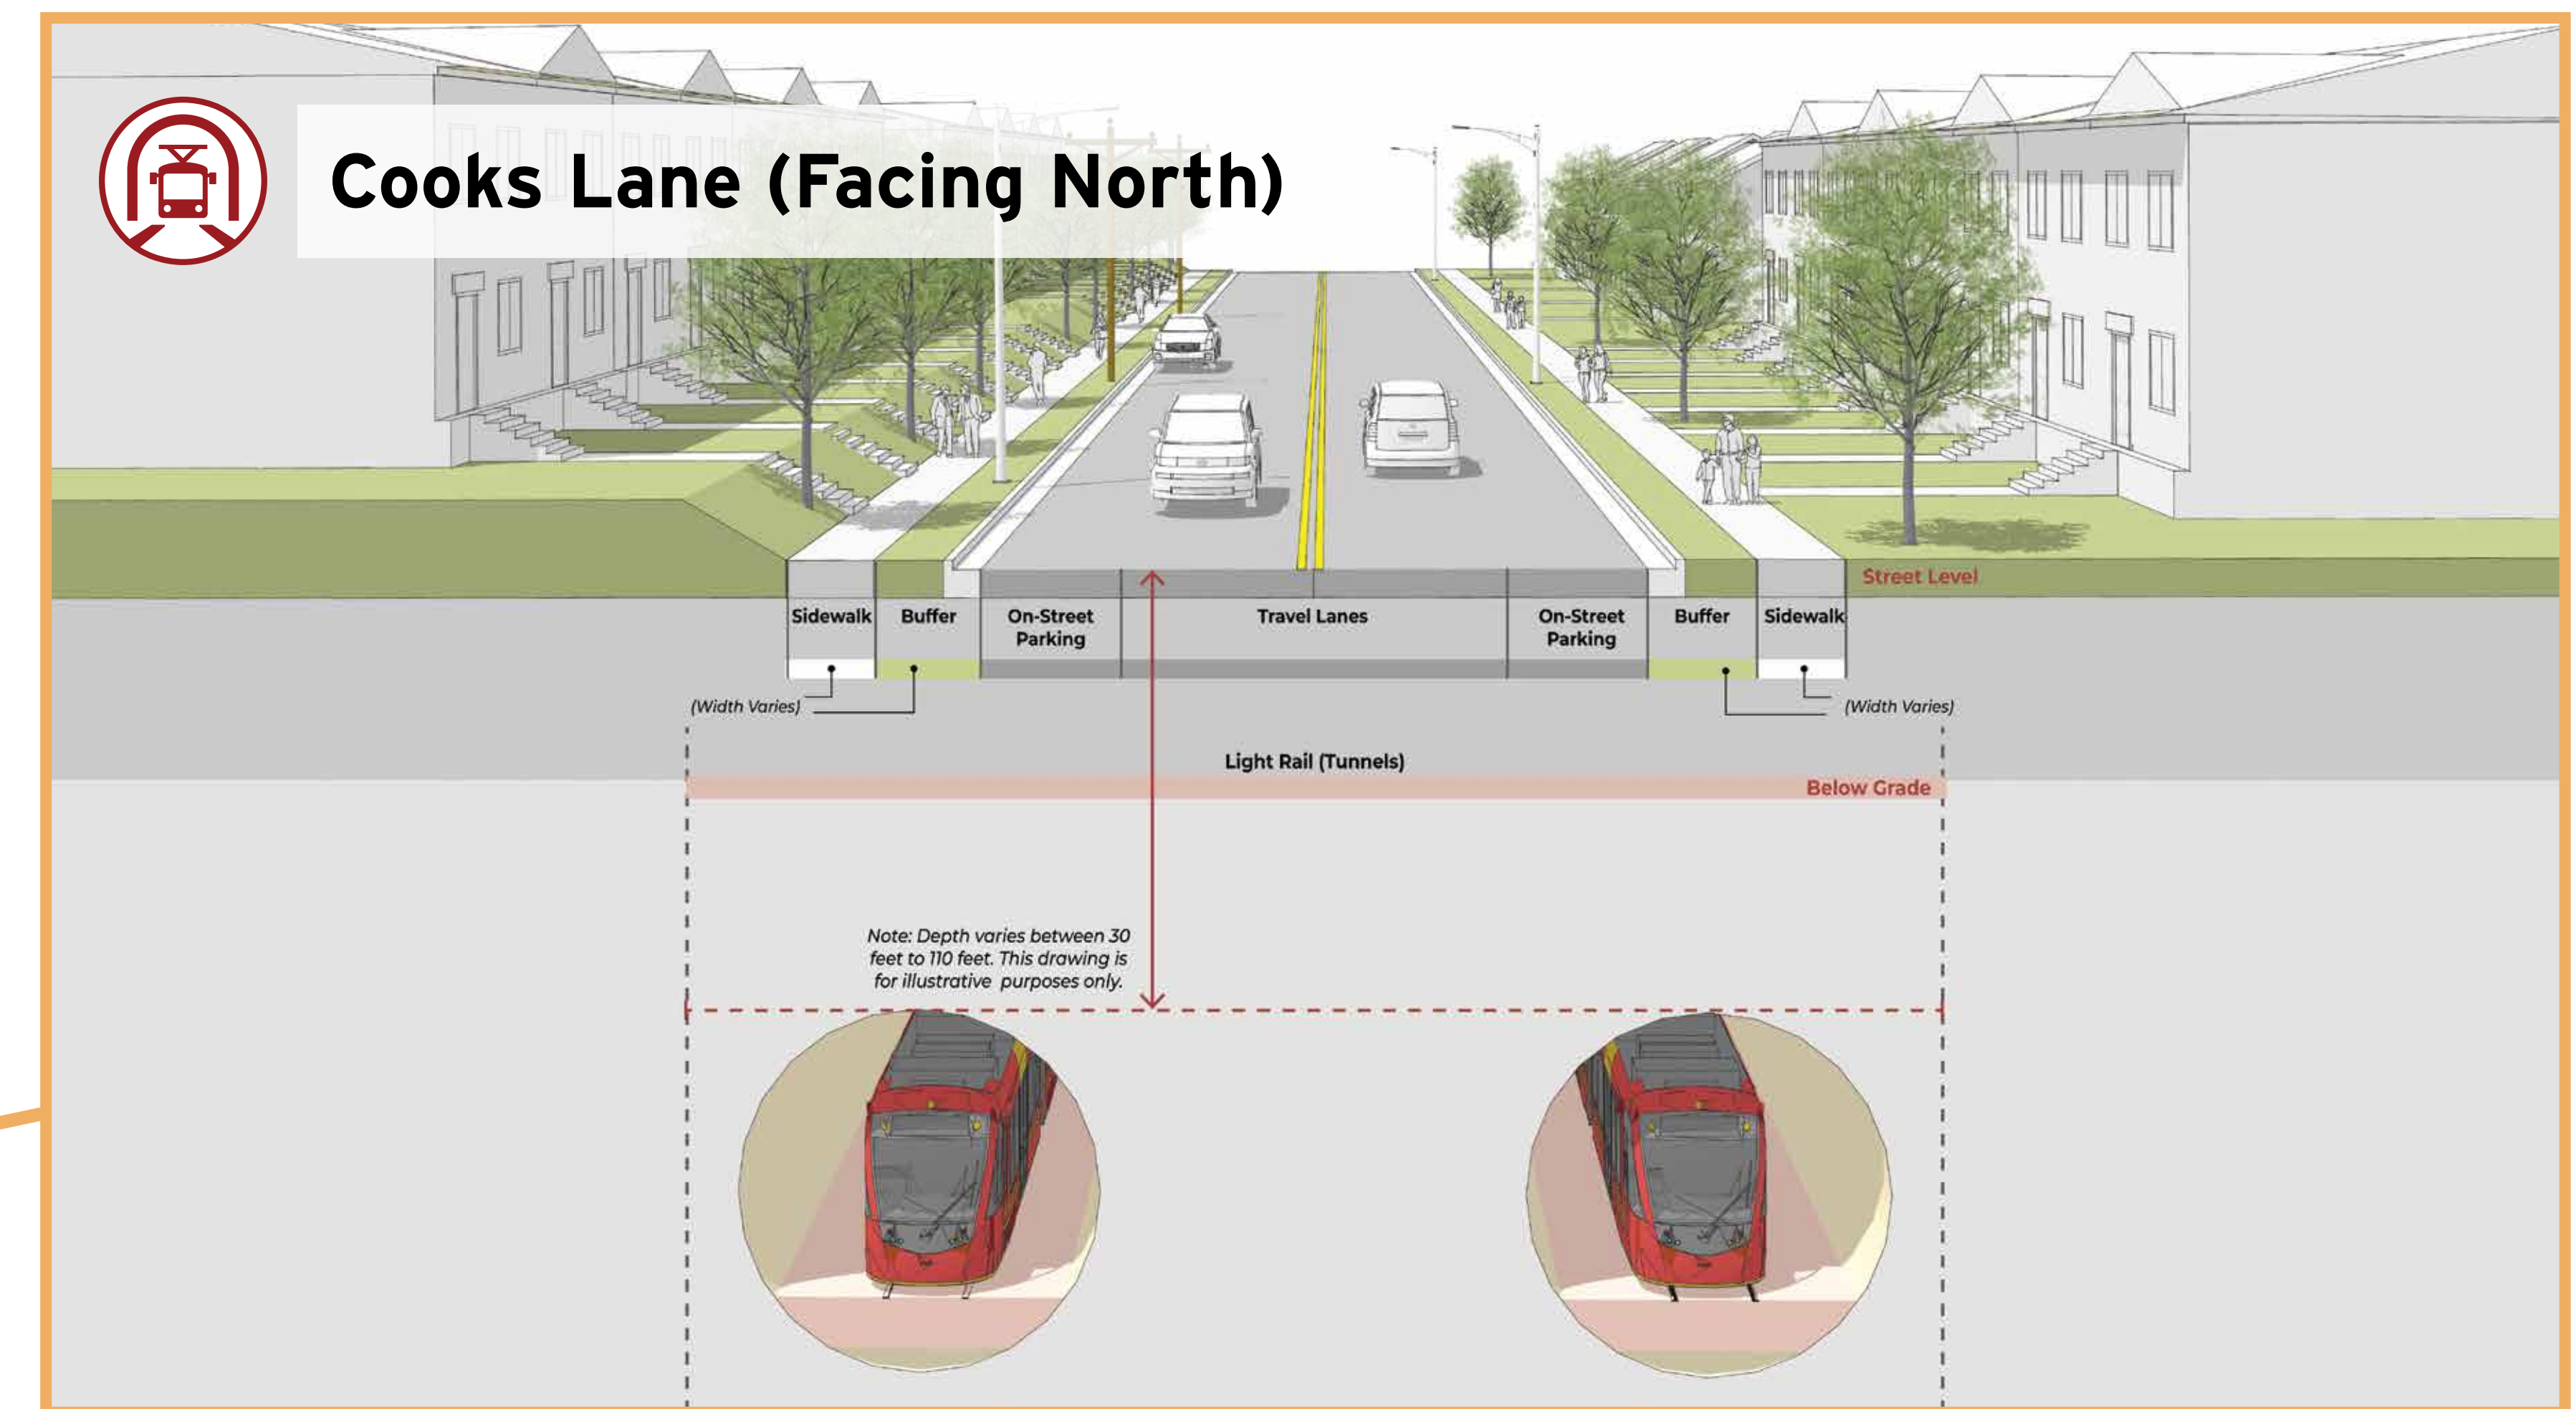 Cooks Lane (Facing North)
Street Level
Sidewalk
Buffer
On-Street
Parking
Travel Lanes
On-Street
Parking
Buffer
Sidewalk
(Width Varies)
(Width Varies)
Light Rail (Tunnels)
Below Grade
Note: Depth varies between 30
feet to 110 feet. This drawing is
for illustrative purposes only.